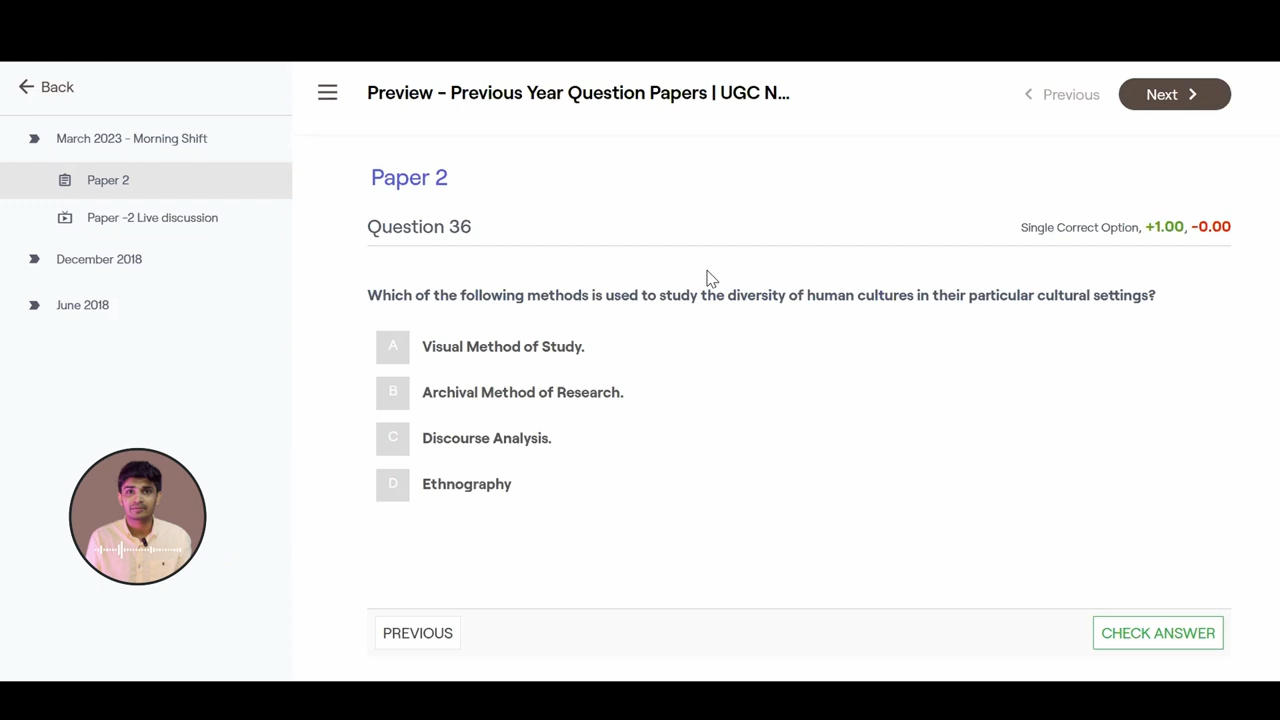 Back
March 2023 - Morning Shift
Paper 2
Paper -2 Live discussion
December 2018
June 2018
Preview - Previous Year Question Papers | UGC N...
Previous
Next
Paper 2
Question 36
Single Correct Option, +1.00, -0.00
Which of the following methods is used to study the diversity of human cultures in their particular cultural settings?
A Visual Method of Study.
B Archival Method of Research.
C Discourse Analysis.
D Ethnography
PREVIOUS
CHECK ANSWER